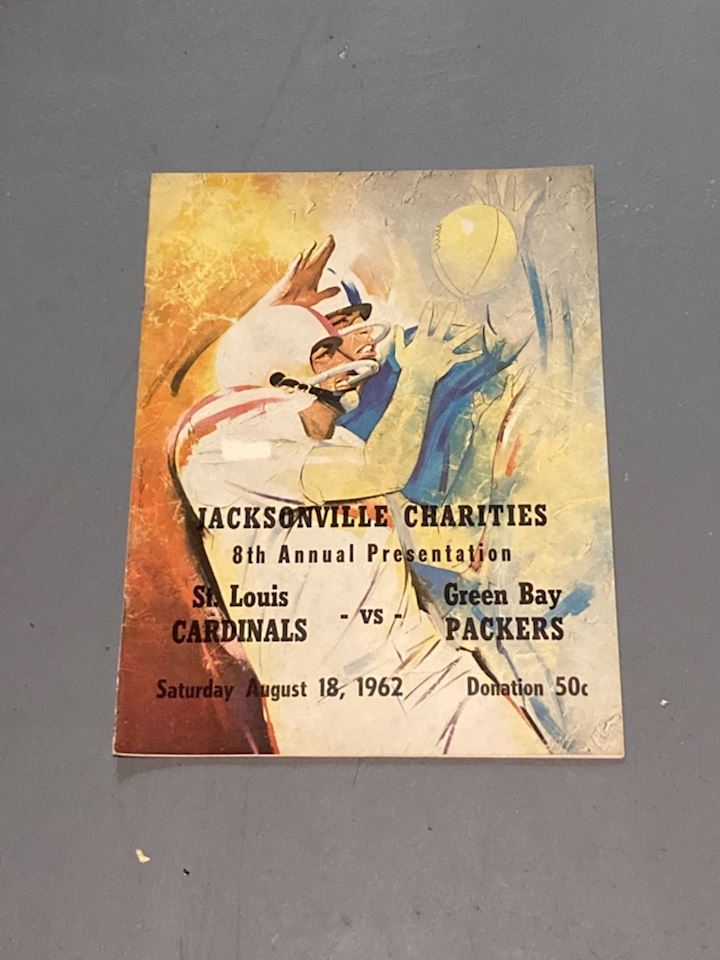 JACKSONVILLE CHARITIES
8th Annual Presentation
St. Louis
CARDINALS
- vs -
Green Bay
PACKERS
Saturday August 18, 1962
Donation 50c